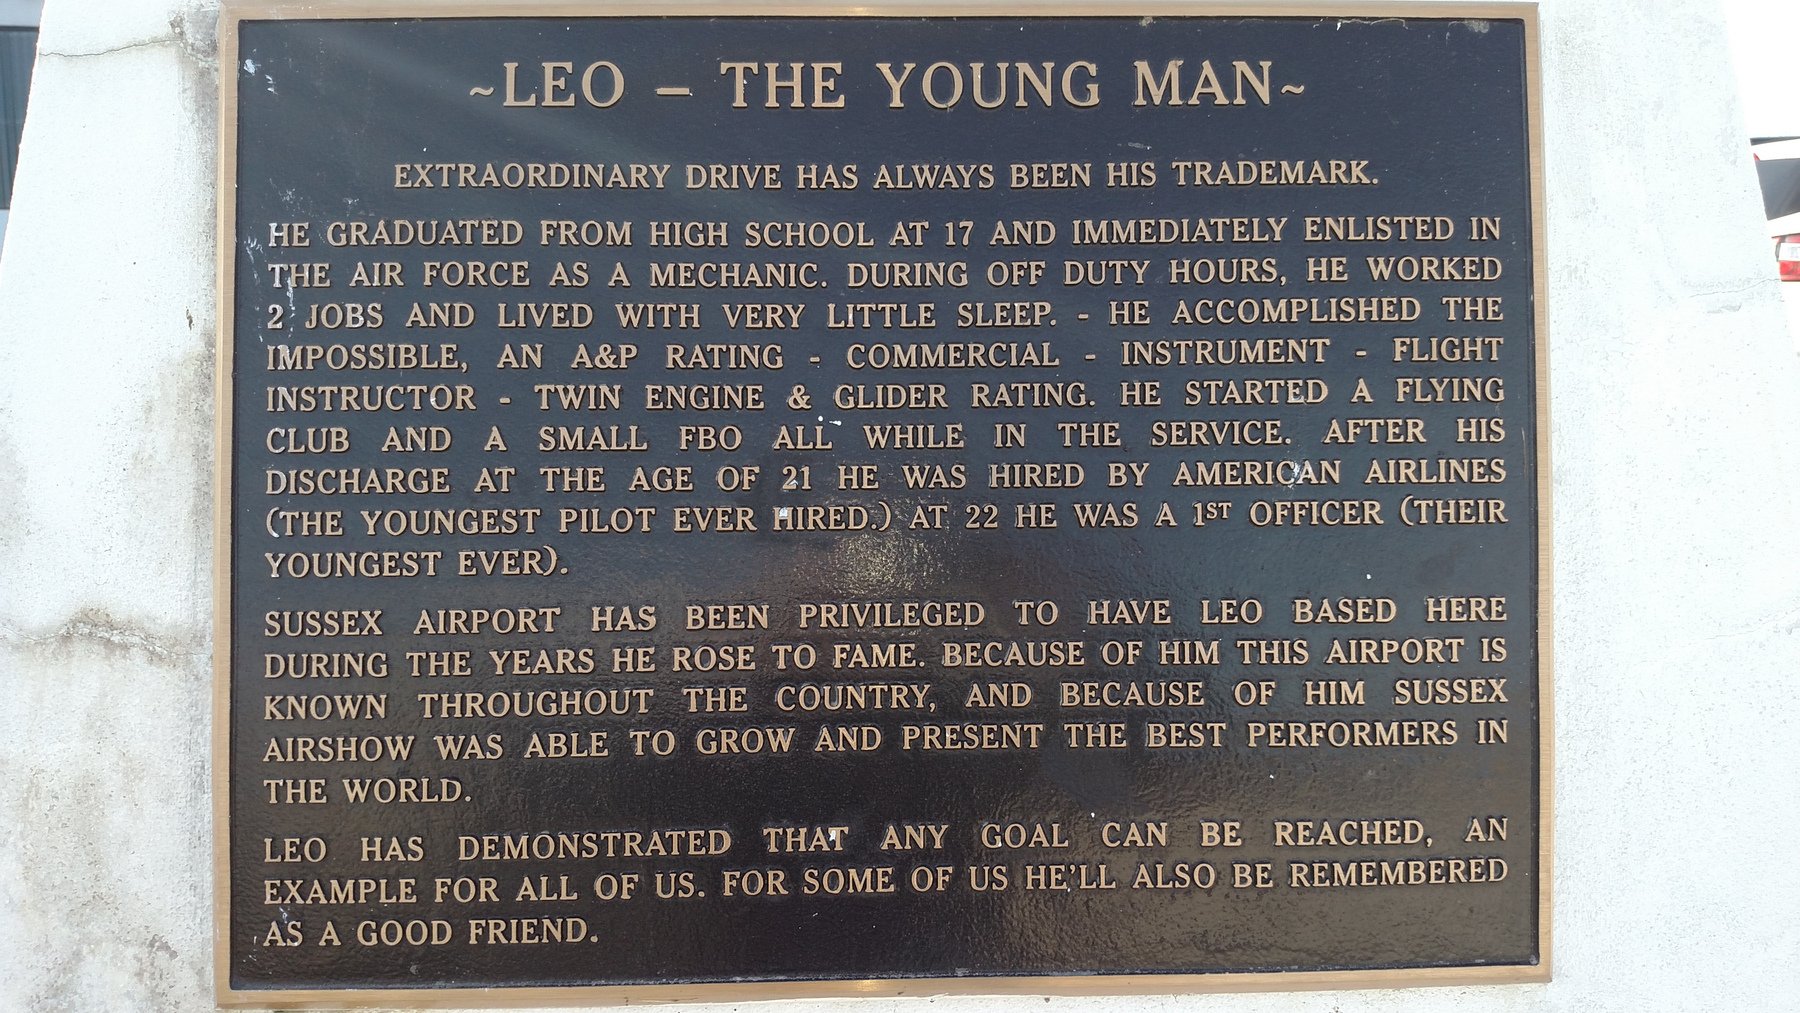 ~LEO – THE YOUNG MAN~
EXTRAORDINARY DRIVE HAS ALWAYS BEEN HIS TRADEMARK.
HE GRADUATED FROM HIGH SCHOOL AT 17 AND IMMEDIATELY ENLISTED IN
THE AIR FORCE AS A MECHANIC. DURING OFF DUTY HOURS, HE WORKED
2 JOBS AND LIVED WITH VERY LITTLE SLEEP. - HE ACCOMPLISHED THE
IMPOSSIBLE, AN A&P RATING - COMMERCIAL - INSTRUMENT - FLIGHT
INSTRUCTOR - TWIN ENGINE & GLIDER RATING. HE STARTED A FLYING
CLUB AND A SMALL FBO ALL WHILE IN THE SERVICE. AFTER HIS
DISCHARGE AT THE AGE OF 21 HE WAS HIRED BY AMERICAN AIRLINES
(THE YOUNGEST PILOT EVER HIRED.) AT 22 HE WAS A 1ST OFFICER (THEIR
YOUNGEST EVER).
SUSSEX AIRPORT HAS BEEN PRIVILEGED TO HAVE LEO BASED HERE
DURING THE YEARS HE ROSE TO FAME. BECAUSE OF HIM THIS AIRPORT IS
KNOWN THROUGHOUT THE COUNTRY, AND BECAUSE OF HIM SUSSEX
AIRSHOW WAS ABLE TO GROW AND PRESENT THE BEST PERFORMERS IN
THE WORLD.
LEO HAS DEMONSTRATED THAT ANY GOAL CAN BE REACHED, AN
EXAMPLE FOR ALL OF US. FOR SOME OF US HE'LL ALSO BE REMEMBERED
AS A GOOD FRIEND.